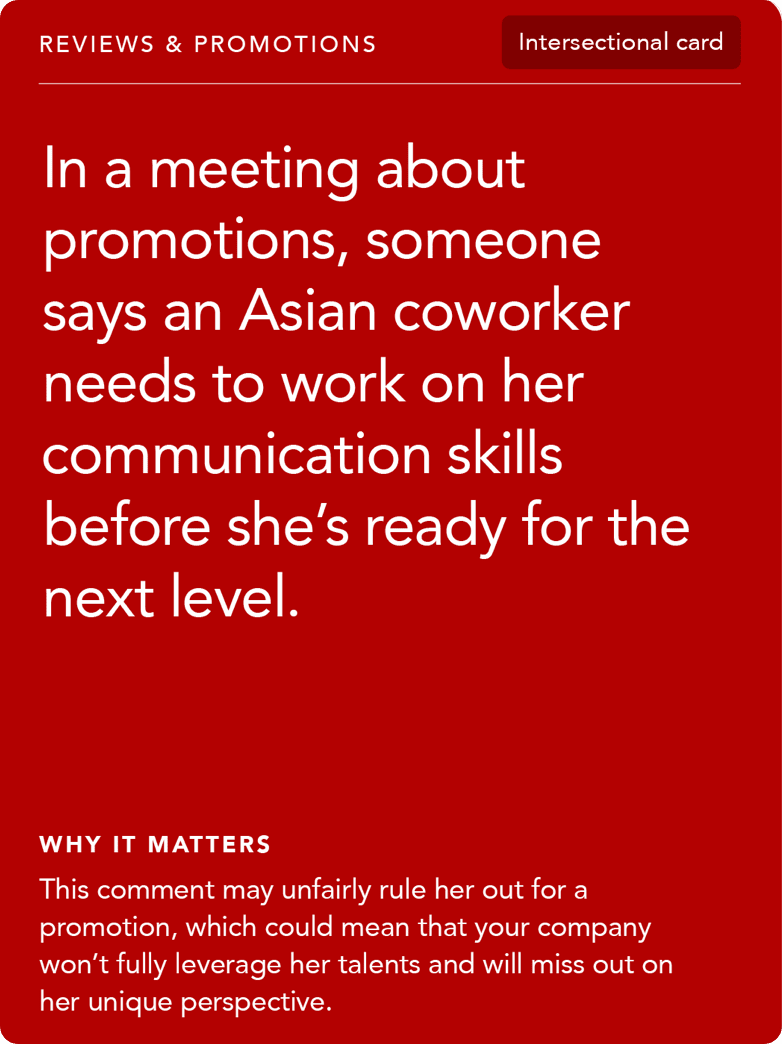 REVIEWS & PROMOTIONS
Intersectional card
In a meeting about
promotions, someone
says an Asian coworker
needs to work on her
communication skills
before she’s ready for the
next level.
WHY IT MATTERS
This comment may unfairly rule her out for a
promotion, which could mean that your company
won’t fully leverage her talents and will miss out on
her unique perspective.